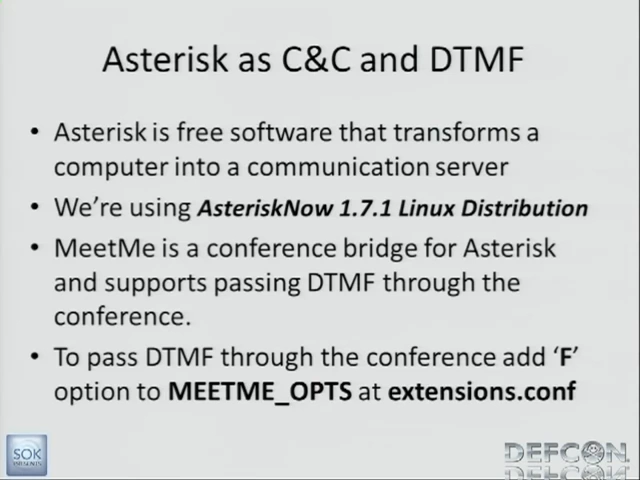 Asterisk as C&C and DTMF
• Asterisk is free software that transforms a
computer into a communication server
• We're using AsteriskNow 1.7.1 Linux Distribution
• MeetMe is a conference bridge for Asterisk
and supports passing DTMF through the
conference.
• To pass DTMF through the conference add ‘F’
option to MEETME_OPTS at extensions.conf
SOK
PRESENTS
DEFCON